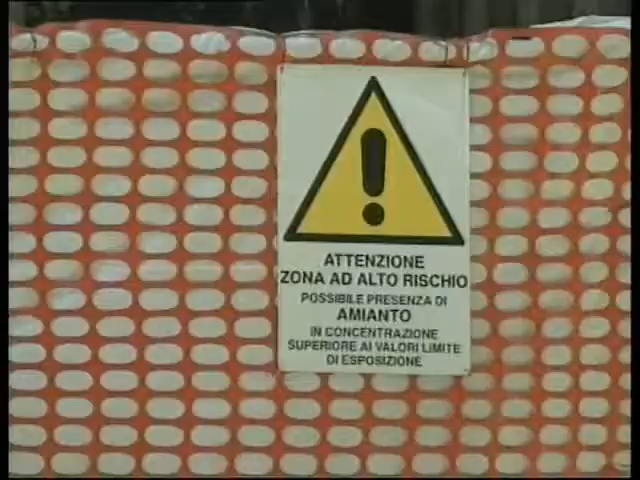 ATTENZIONE
ZONA AD ALTO RISCHIO
POSSIBILE PRESENZA DI
AMIANTO
IN CONCENTRAZIONE
SUPERIORE AI VALORI LIMITE
DI ESPOSIZIONE